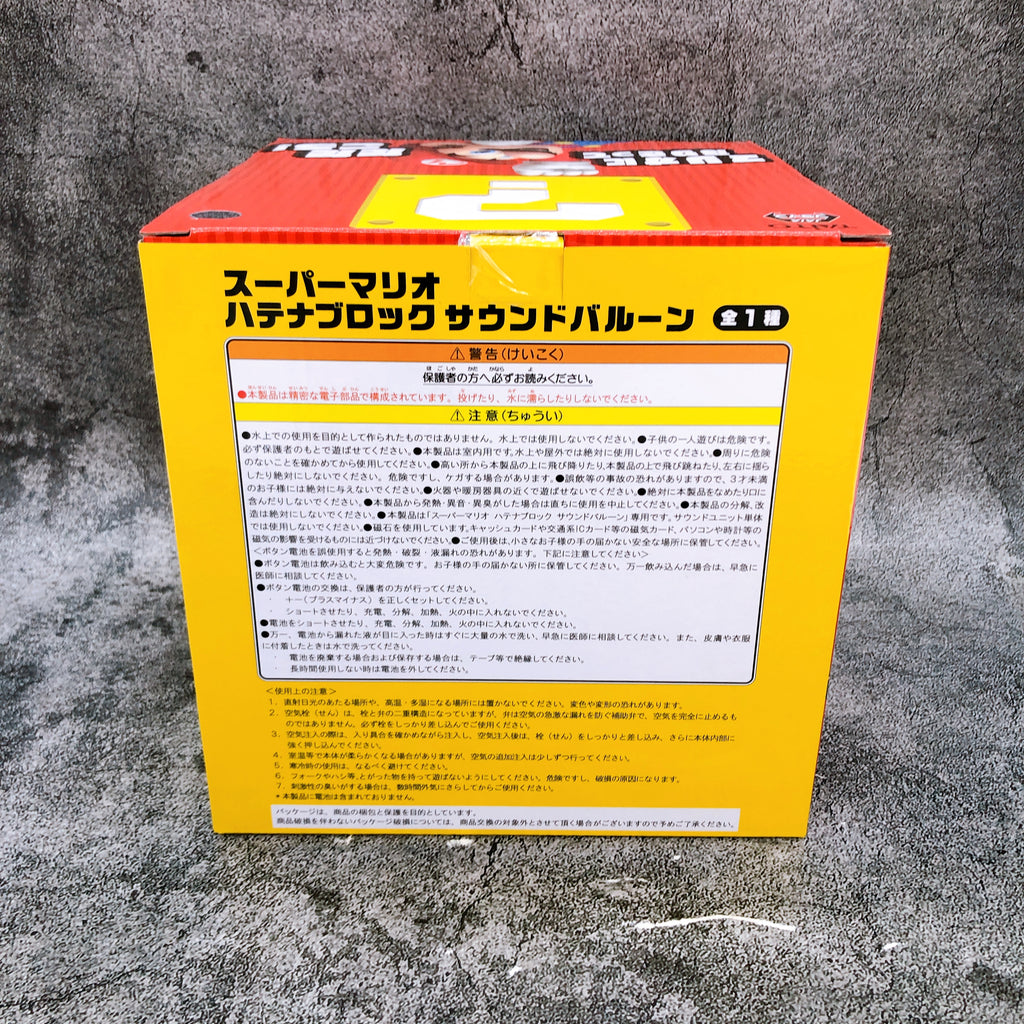 TAITO
スーパーマリオ
ハテナブロック サウンドバルーン 全1種
⚠警告(けいこく)
保護者の方へ必ずお読みください。
●本製品は精密な電子部品で構成されています。投げたり、水に濡らしたりしないでください。
⚠注意(ちゅうい)
●水上での使用を目的として作られたものではありません。水上では使用しないでください。●子供の一人遊びは危険です。
必ず保護者のもとで遊ばせてください。●本製品は室内用です。水上や屋外では絶対に使用しないでください。●周りに危険
のないことを確かめてから使用してください。●高い所から本製品の上に飛び降りたり、本製品の上で飛び跳ねたり、左右に揺ら
したり絶対にしないでください。危険ですし、ケガする場合があります。●誤飲等の事故の恐れがありますので、3才未満
のお子様には絶対に与えないでください。●火器や暖房器具の近くで遊ばせないでください。●絶対に本製品をなめたり口に
含んだりしないでください。●本製品から発熱・異音・異臭がした場合は直ちに使用を中止してください。●本製品の分解、改
造は絶対にしないでください。●本製品は「スーパーマリオ ハテナブロック サウンドバルーン」専用です。サウンドユニット単体
では使用しないでください。●磁石を使用しています。キャッシュカードや交通系ICカード等の磁気カード、パソコンや時計等の
磁気の影響を受けるものには近づけないでください。●ご使用後は、小さなお子様の手の届かない安全な場所に保管してください。
<ボタン電池を誤使用すると発熱・破裂・液漏れの恐れがあります。下記に注意してください>
●ボタン電池は飲み込むと大変危険です。お子様の手の届かない所に保管してください。万一飲み込んだ場合は、早急に
医師に相談してください。
●ボタン電池の交換は、保護者の方が行ってください。
・ +-(プラスマイナス)を正しくセットしてください。
・ ショートさせたり、充電、分解、加熱、火の中に入れないでください。
●電池をショートさせたり、充電、分解、加熱、火の中に入れないでください。
●万一、電池から漏れた液が目に入った時はすぐに大量の水で洗い、早急に医師に相談してください。また、皮膚や衣服
に付着したときは水で洗ってください。
・ 電池を廃棄する場合および保存する場合は、テープ等で絶縁してください。
・ 長時間使用しない時は電池を外してください。
<使用上の注意>
1. 直射日光のあたる場所や、高温・多湿になる場所には置かないでください。変色や変形の恐れがあります。
2. 空気栓(せん)は、栓と弁の二重構造になっていますが、弁は空気の急激な漏れを防ぐ補助弁で、空気を完全に止めるも
のではありません。必ず栓をしっかり差し込んでご使用ください。
3. 空気注入の際は、入り具合を確かめながら注入し、空気注入後は、栓(せん)をしっかりと差し込み、さらに本体内部に
強く押し込んでください。
4. 室温等で本体が柔らかくなる場合がありますが、空気の追加注入は少しずつ行ってください。
5. 寒冷時の使用は、なるべく避けてください。
6. フォークやハシ等、とがった物を持って遊ばないようにしてください。危険ですし、破損の原因になります。
7. 刺激性の臭いがする場合は、数時間外気にさらしてからご使用ください。
*本製品に電池は含まれておりません。
パッケージは、商品の梱包と保護を目的としています。
商品破損を伴わないパッケージ破損については、商品交換の対象外とさせて頂く場合がございますので予めご了承ください。